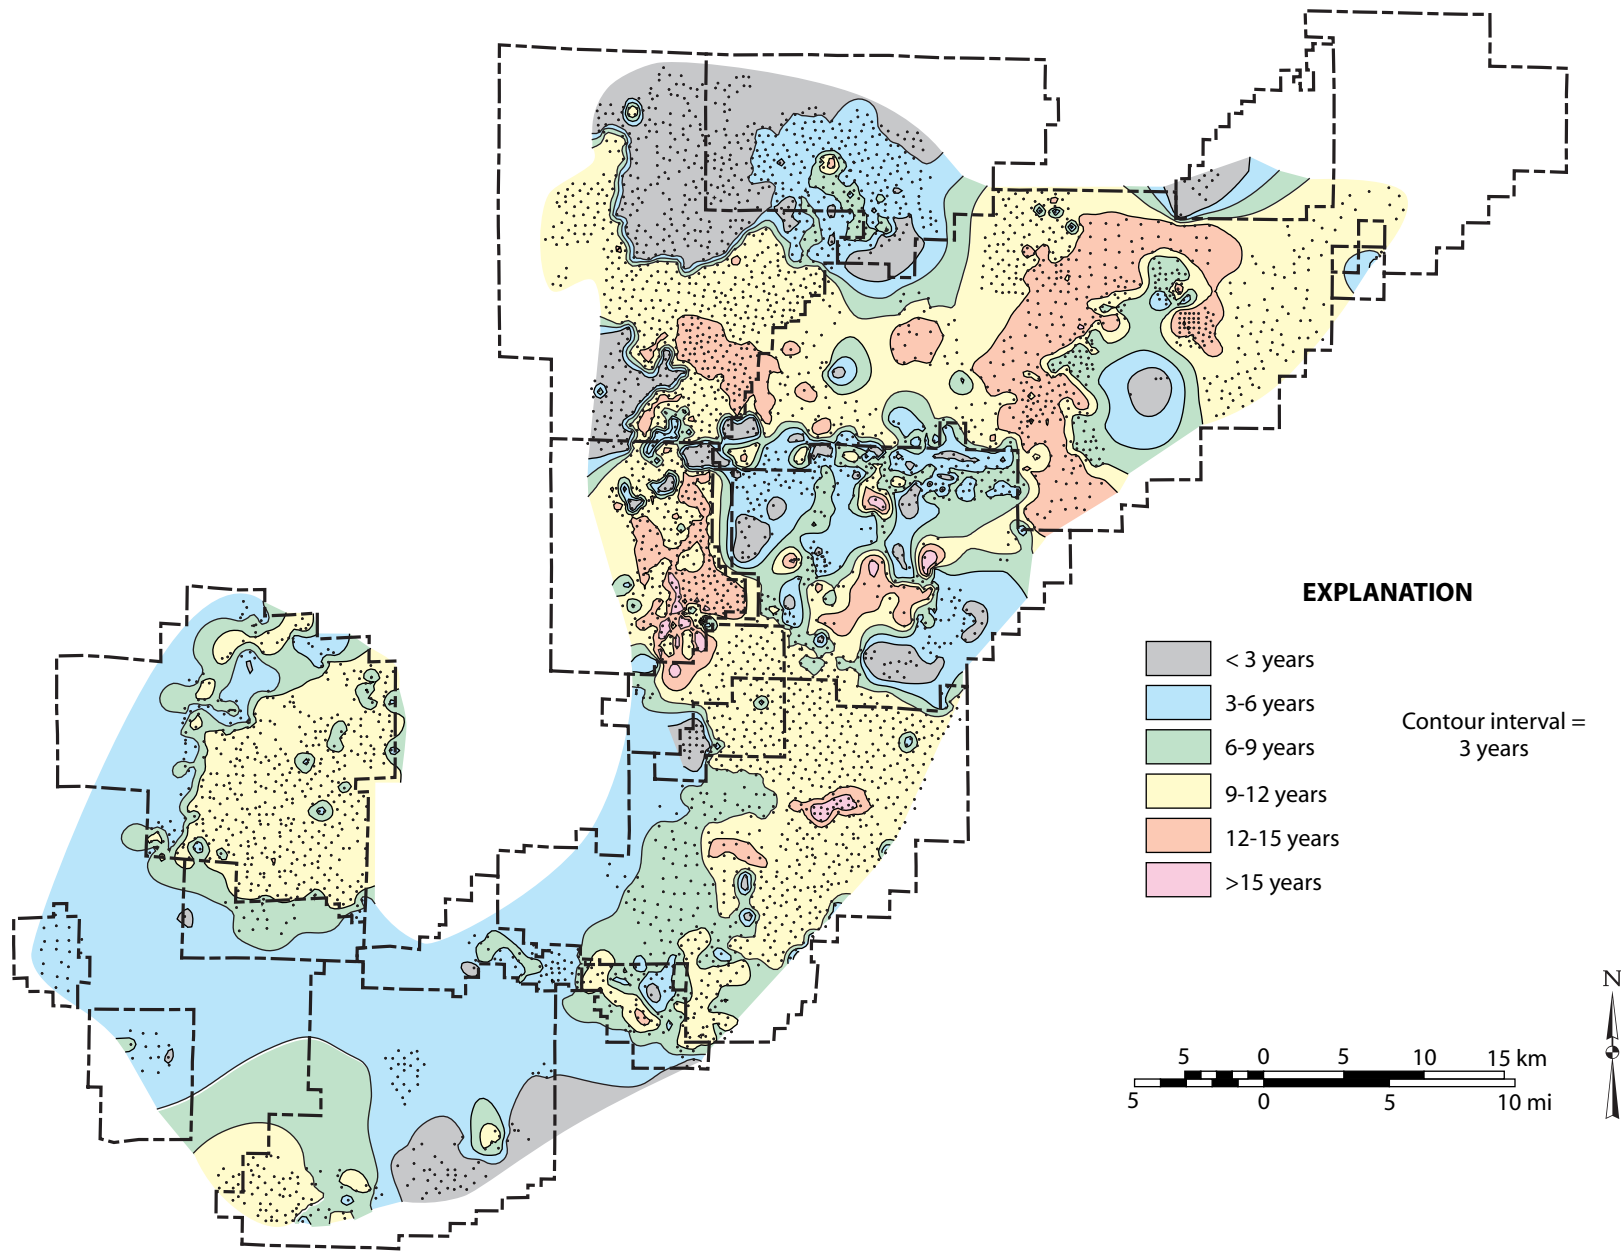 EXPLANATION
< 3 years
3-6 years
6-9 years
9-12 years
12-15 years
>15 years
Contour interval =
3 years
N
5 0 5 10 15 km
5 0 5 10 mi